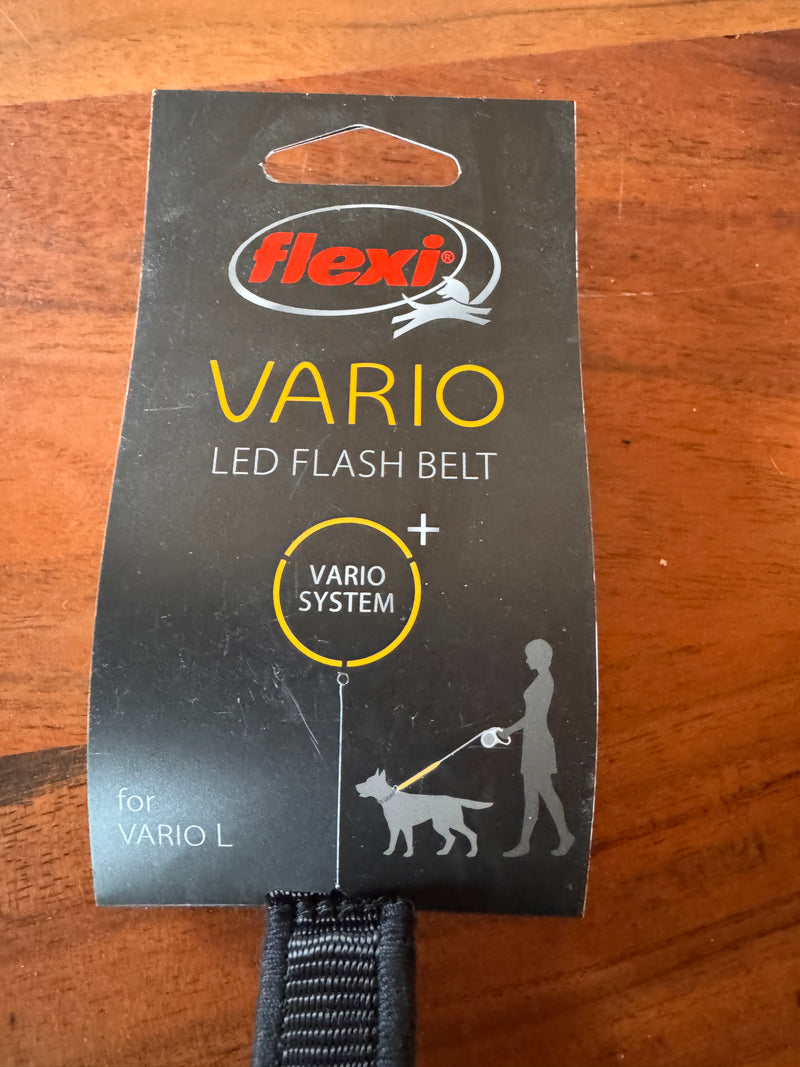 flexi®
VARIO
LED FLASH BELT
+
VARIO
SYSTEM
for
VARIO L